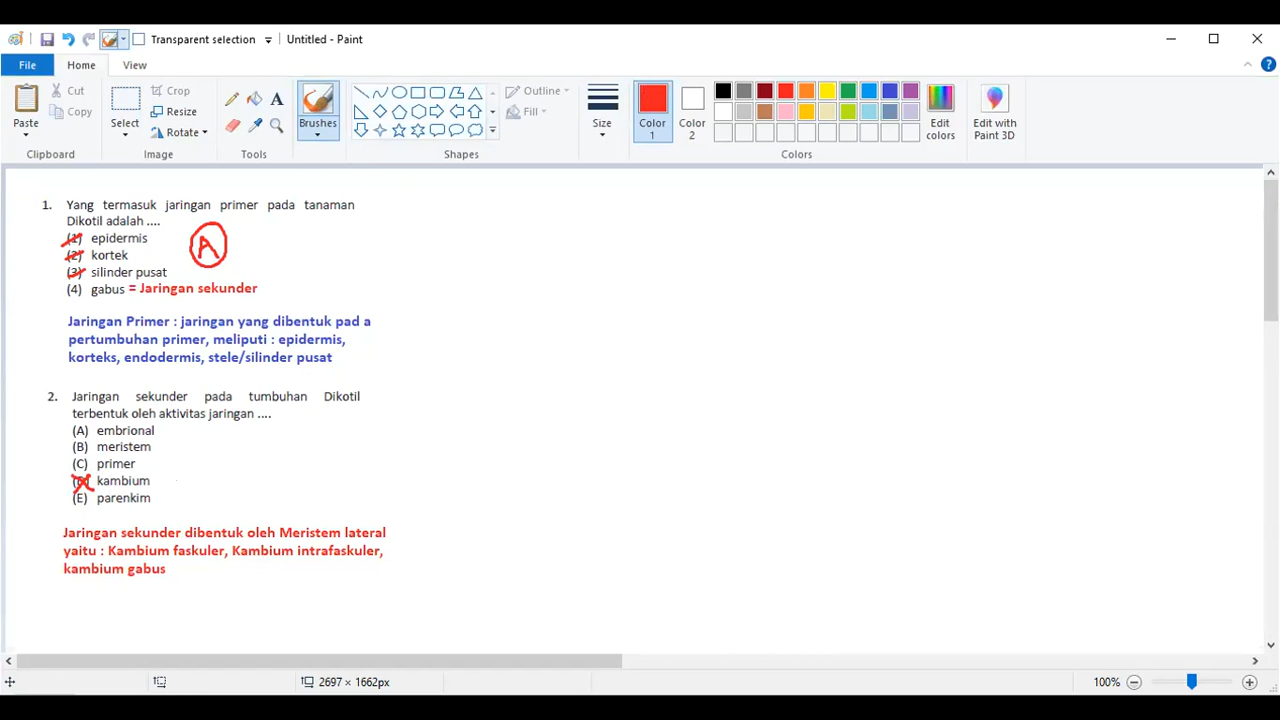 Transparent selection
Untitled - Paint
File
Home
View
Paste
Cut
Copy
Clipboard
Select
Crop
Resize
Rotate
Image
Tools
Brushes
Outline
Fill
Shapes
Size
Color 1
Color 2
Edit colors
Edit with Paint 3D
Colors
1. Yang termasuk jaringan primer pada tanaman
Dikotil adalah ....
(1) epidermis
(2) kortek
(3) silinder pusat
(4) gabus = Jaringan sekunder
A
Jaringan Primer : jaringan yang dibentuk pad a
pertumbuhan primer, meliputi : epidermis,
korteks, endodermis, stele/silinder pusat
2. Jaringan sekunder pada tumbuhan Dikotil
terbentuk oleh aktivitas jaringan ....
(A) embrional
(B) meristem
(C) primer
kambium
(E) parenkim
Jaringan sekunder dibentuk oleh Meristem lateral
yaitu : Kambium faskuler, Kambium intrafaskuler,
kambium gabus
2697 × 1662px
100%